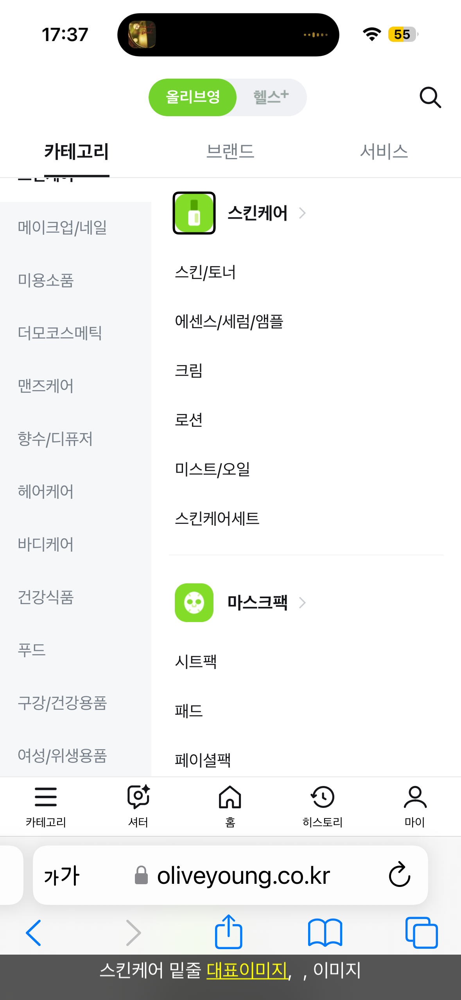 17:37
55
올리브영
헬스+
카테고리
브랜드
서비스
메이크업/네일
미용소품
더모코스메틱
맨즈케어
향수/디퓨저
헤어케어
바디케어
건강식품
푸드
구강/건강용품
여성/위생용품
스킨케어
스킨/토너
에센스/세럼/앰플
크림
로션
미스트/오일
스킨케어세트
마스크팩
시트팩
패드
페이셜팩
카테고리
셔터
홈
히스토리
마이
가가
oliveyoung.co.kr
스킨케어 밑줄 대표이미지, , 이미지